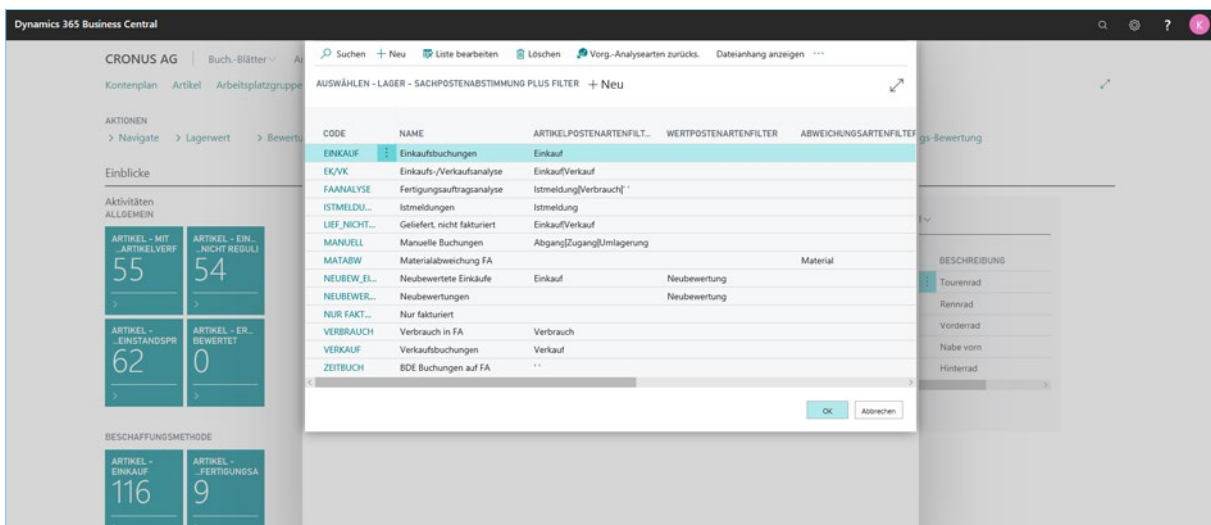 Dynamics 365 Business Central
?
K
CRONUS AG
Buch.-Blätter
Kontenplan Artikel Arbeitsplatzgruppe
AKTIONEN
> Navigate > Lagerwert > Bewertu
gs-Bewertung
Einblicke
Aktivitäten
ALLGEMEIN
ARTIKEL - MIT
...ARTIKELVERF
55
ARTIKEL - EIN...
...NICHT REGULI
54
ARTIKEL -
...EINSTANDSPR
62
ARTIKEL - ER...
BEWERTET
0
BESCHAFFUNGSMETHODE
ARTIKEL -
EINKAUF
116
ARTIKEL -
...FERTIGUNGSA
9
Suchen + Neu Liste bearbeiten Löschen Vorg.-Analysearten zurücks. Dateianhang anzeigen ...
AUSWÄHLEN - LAGER - SACHPOSTENABSTIMMUNG PLUS FILTER + Neu
CODE NAME ARTIKELPOSTENARTENFILT... WERTPOSTENARTENFILTER ABWEICHUNGSARTENFILTER
EINKAUF Einkaufsbuchungen Einkauf
EK/VK Einkaufs-/Verkaufsanalyse Einkauf|Verkauf
FAANALYSE Fertigungsauftragsanalyse Istmeldung|Verbrauch|' '
ISTMELDU... Istmeldungen Istmeldung
LIEF_NICHT... Geliefert, nicht fakturiert Einkauf|Verkauf
MANUELL Manuelle Buchungen Abgang|Zugang|Umlagerung
MATABW Materialabweichung FA Material
NEUBEW_EI... Neubewertete Einkäufe Einkauf Neubewertung
NEUBEWER... Neubewertungen Neubewertung
NUR FAKT... Nur fakturiert
VERBRAUCH Verbrauch in FA Verbrauch
VERKAUF Verkaufsbuchungen Verkauf
ZEITBUCH BDE Buchungen auf FA ' '
OK Abbrechen
BESCHREIBUNG
Tourenrad
Rennrad
Vorderrad
Nabe vorn
Hinterrad